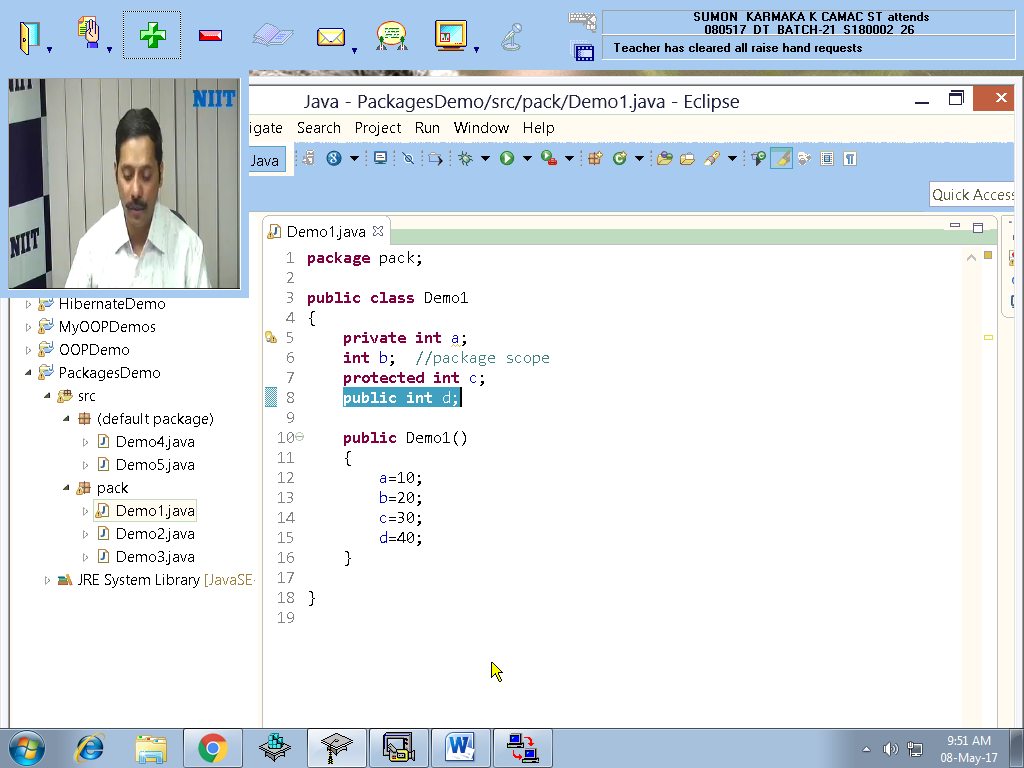 SUMON KARMAKA K CAMAC ST attends
080517 DT BATCH-21 S180002 26
Teacher has cleared all raise hand requests
NIIT
NIIT
Java - PackagesDemo/src/pack/Demo1.java - Eclipse
igate Search Project Run Window Help
Java
Quick Access
Demo1.java
1 package pack;
2
3 public class Demo1
4 {
5 private int a;
6 int b; //package scope
7 protected int c;
8 public int d;
9
10 public Demo1()
11 {
12 a=10;
13 b=20;
14 c=30;
15 d=40;
16 }
17
18 }
19
HibernateDemo
MyOOPDemos
OOPDemo
PackagesDemo
src
(default package)
Demo4.java
Demo5.java
pack
Demo1.java
Demo2.java
Demo3.java
JRE System Library [JavaSE-
9:51 AM
08-May-17